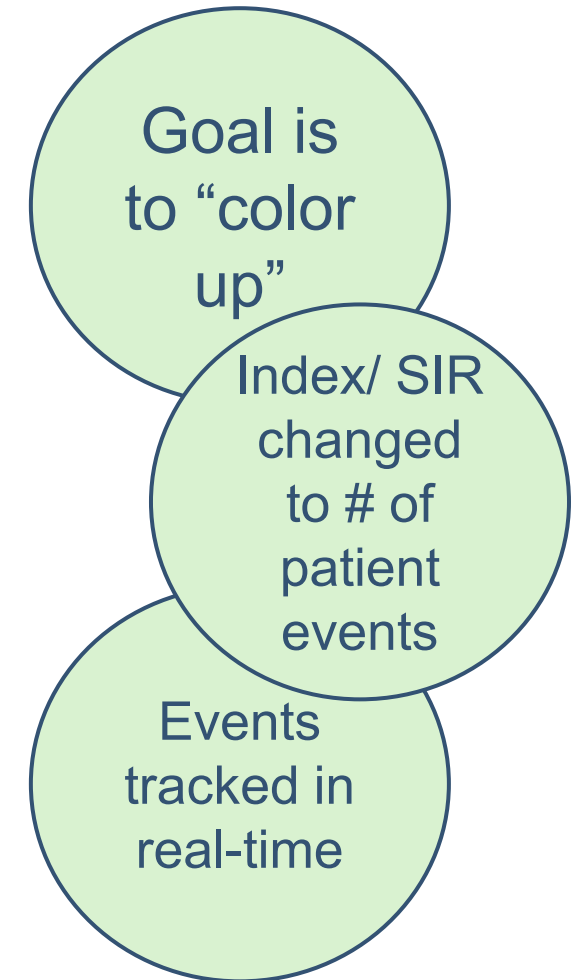 Goal is
to “color
up”
Index/ SIR
changed
to # of
patient
events
Events
tracked in
real-time